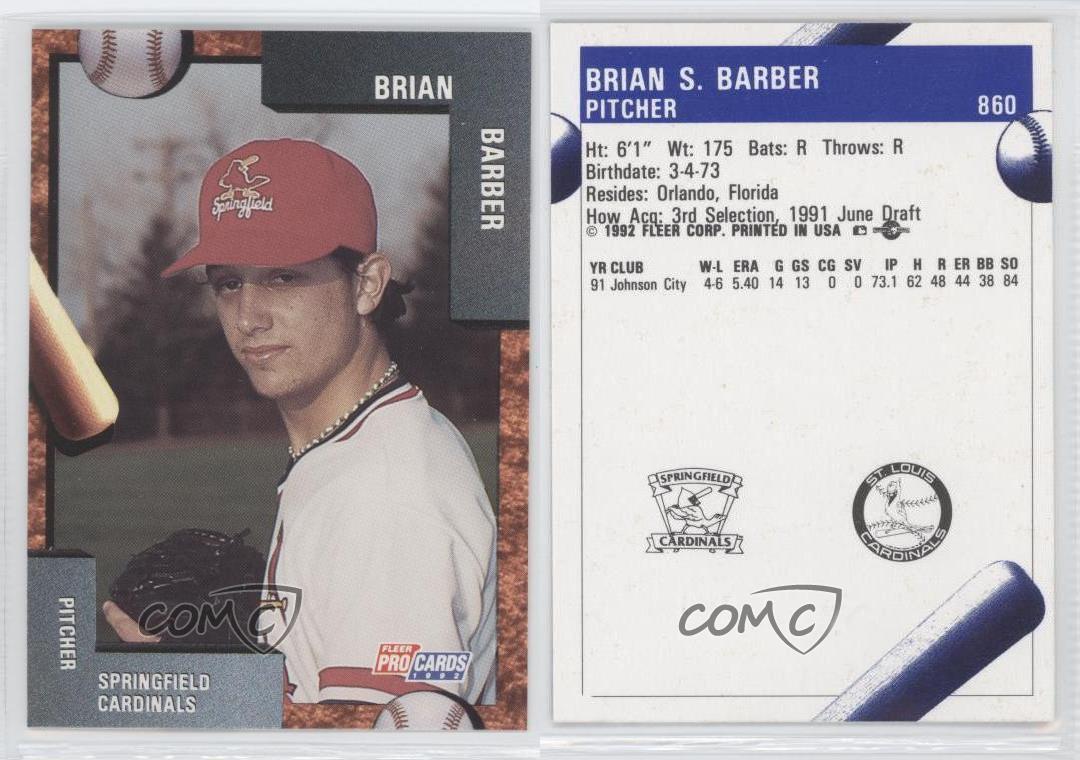 BRIAN
BARBER
Springfield
PITCHER
SPRINGFIELD
CARDINALS
FLEER
PRO CARDS
1992
COMC
BRIAN S. BARBER
PITCHER 860
Ht: 6'1" Wt: 175 Bats: R Throws: R
Birthdate: 3-4-73
Resides: Orlando, Florida
How Acq: 3rd Selection, 1991 June Draft
© 1992 FLEER CORP. PRINTED IN USA
YR CLUB W-L ERA G GS CG SV IP H R ER BB SO
91 Johnson City 4-6 5.40 14 13 0 0 73.1 62 48 44 38 84
SPRINGFIELD
CARDINALS
ST. LOUIS
CARDINALS
COMC